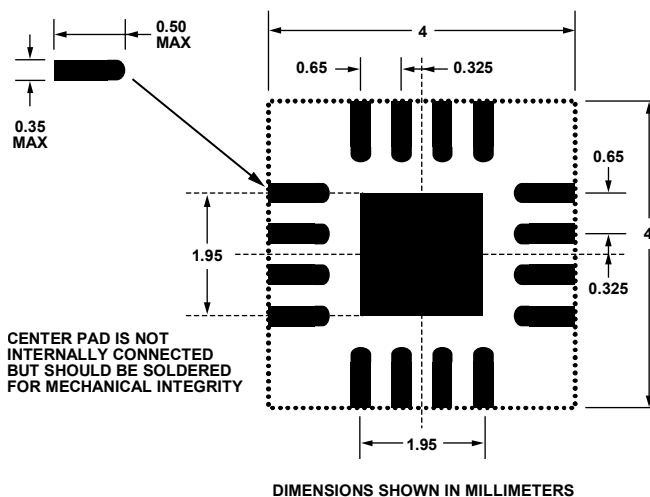 0.50
MAX
4
0.65
0.325
0.35
MAX
0.65
4
1.95
0.325
CENTER PAD IS NOT
INTERNALLY CONNECTED
BUT SHOULD BE SOLDERED
FOR MECHANICAL INTEGRITY
1.95
DIMENSIONS SHOWN IN MILLIMETERS